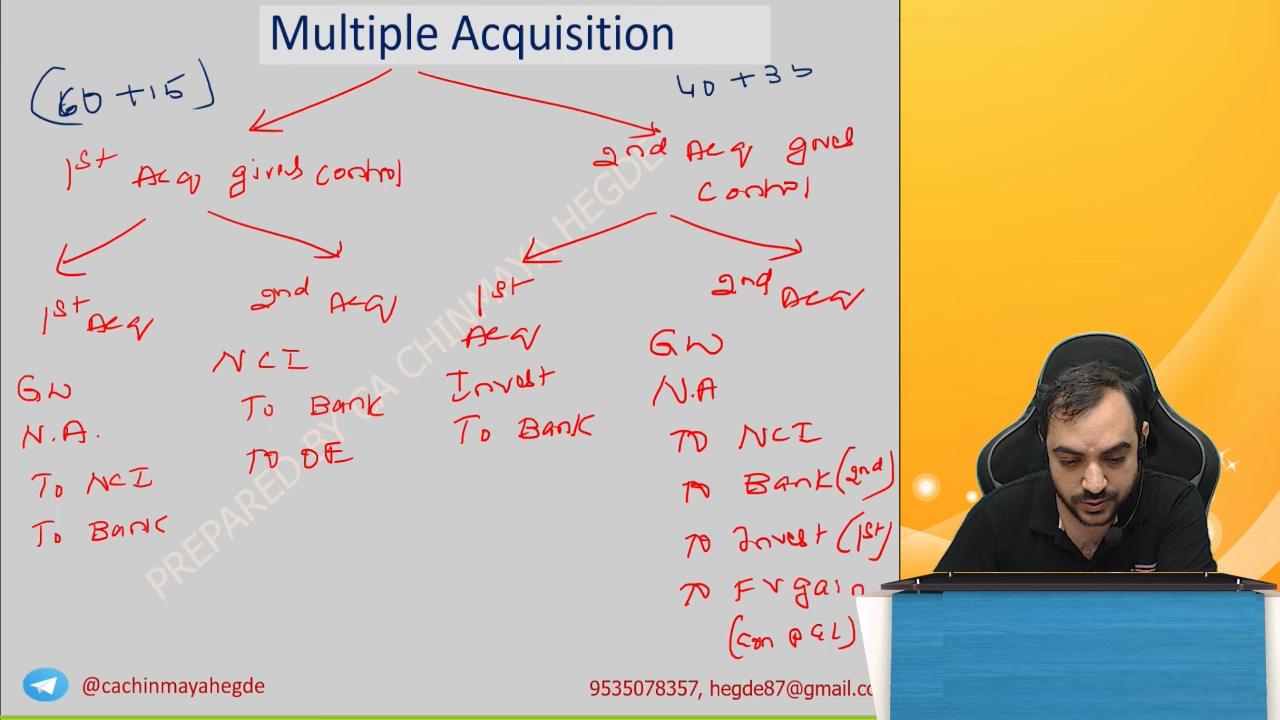 Multiple Acquisition
(60 + 15)
40 + 35
1st Acq gives control
2nd Acq gives
control
1st Acq
GW
N.A.
To NCI
To Bank
2nd Acq
NCI
To Bank
To OE
1st
Acq
Invest
To Bank
2nd Acq
GW
N.A
To NCI
To Bank (2nd)
To Invest (1st)
To FV gain
(con P&L)
PREPARED BY CA CHINMAYA HEGDE
@cachinmayahegde
9535078357, hegde87@gmail.co